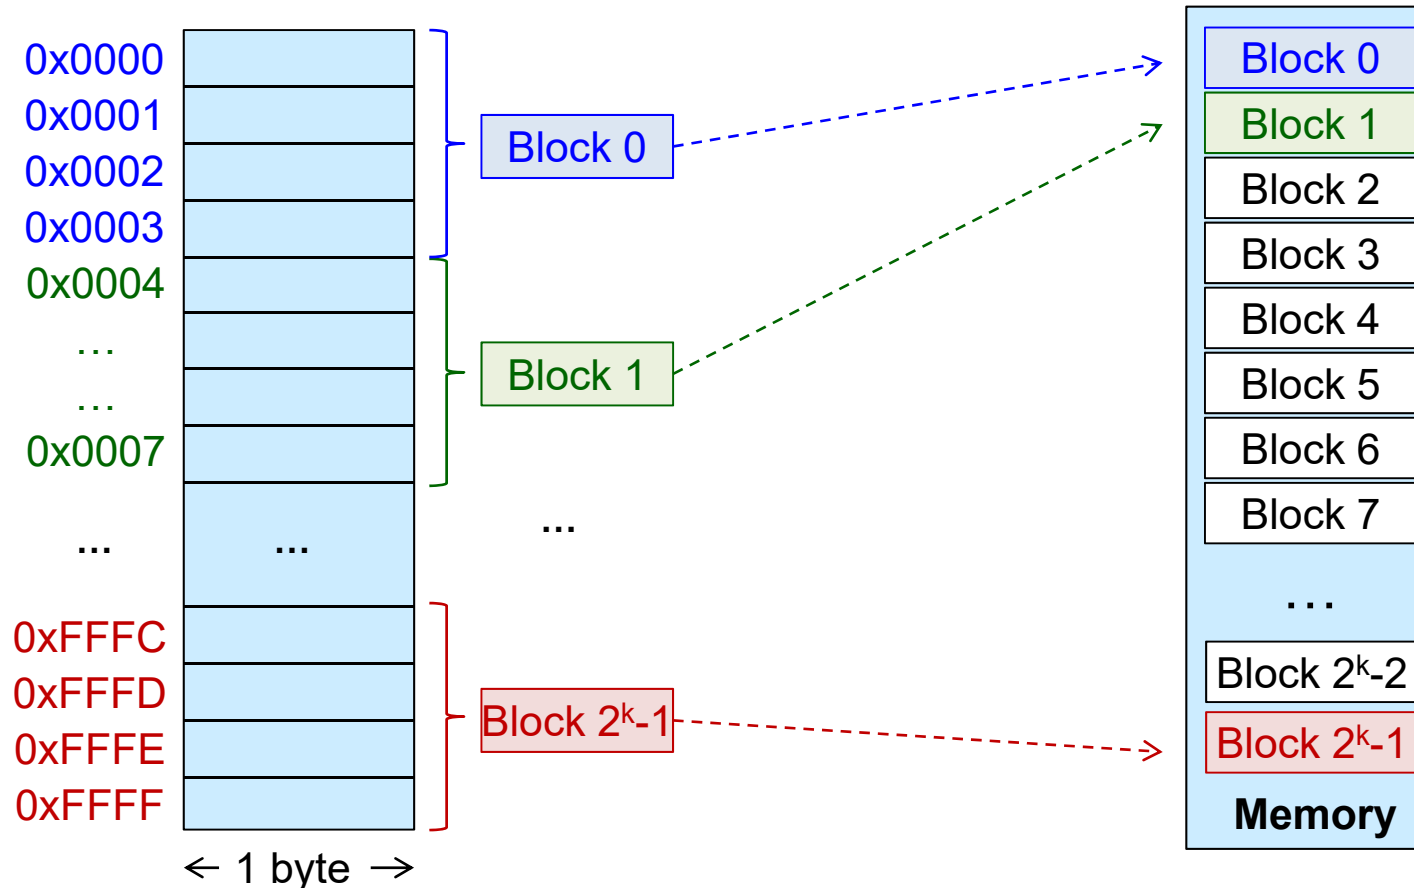 0x0000
0x0001
0x0002
0x0003
0x0004
...
...
0x0007
...
0xFFFC
0xFFFD
0xFFFE
0xFFFF
...
← 1 byte →
Block 0
Block 1
...
Block 2ᵏ-1
Block 0
Block 1
Block 2
Block 3
Block 4
Block 5
Block 6
Block 7
...
Block 2ᵏ-2
Block 2ᵏ-1
Memory